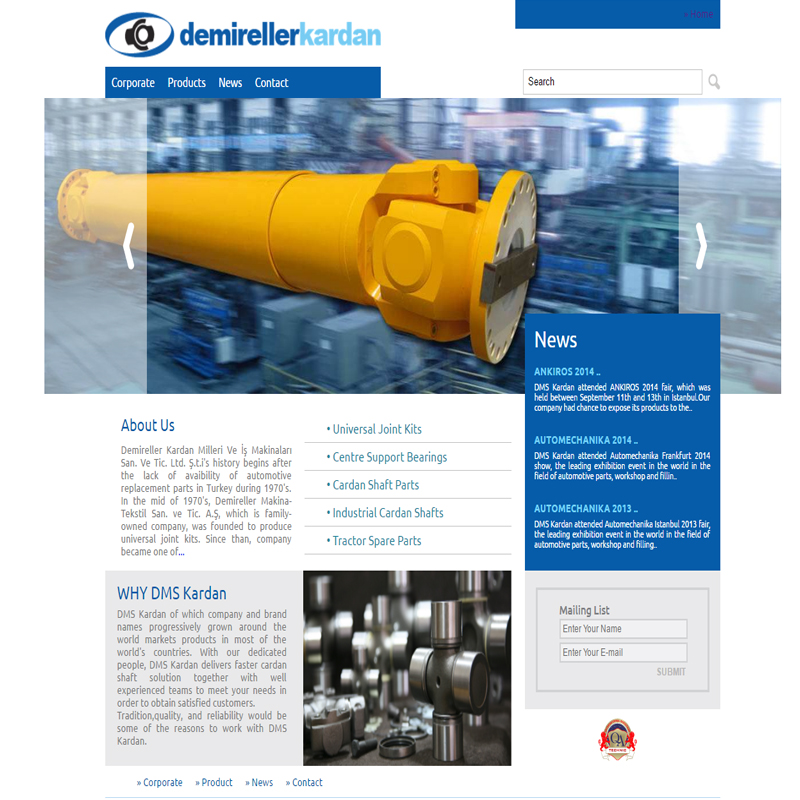 » Home
demirellerkardan
Corporate Products News Contact
Search
News
ANKIROS 2014 ..
DMS Kardan attended ANKIROS 2014 fair, which was
held between September 11th and 13th in Istanbul.Our
company had chance to expose its products to the..
AUTOMECHANIKA 2014 ..
DMS Kardan attended Automechanika Frankfurt 2014
show, the leading exhibition event in the world in the
field of automotive parts, workshop and fillin..
AUTOMECHANIKA 2013 ..
DMS Kardan attended Automechanika Istanbul 2013 fair,
the leading exhibition event in the world in the field of
automotive parts, workshop and filling..
About Us
Demireller Kardan Milleri Ve İş Makinaları
San. Ve Tic. Ltd. Ş.t.i's history begins after
the lack of avaibility of automotive
replacement parts in Turkey during 1970's.
In the mid of 1970's, Demireller Makina-
Tekstil San. ve Tic. A.Ş, which is family-
owned company, was founded to produce
universal joint kits. Since than, company
became one of...
• Universal Joint Kits
• Centre Support Bearings
• Cardan Shaft Parts
• Industrial Cardan Shafts
• Tractor Spare Parts
WHY DMS Kardan
DMS Kardan of which company and brand
names progressively grown around the
world markets products in most of the
world's countries. With our dedicated
people, DMS Kardan delivers faster cardan
shaft solution together with well
experienced teams to meet your needs in
order to obtain satisfied customers.
Tradition,quality, and reliability would be
some of the reasons to work with DMS
Kardan.
Mailing List
Enter Your Name
Enter Your E-mail
SUBMIT
» Corporate » Product » News » Contact